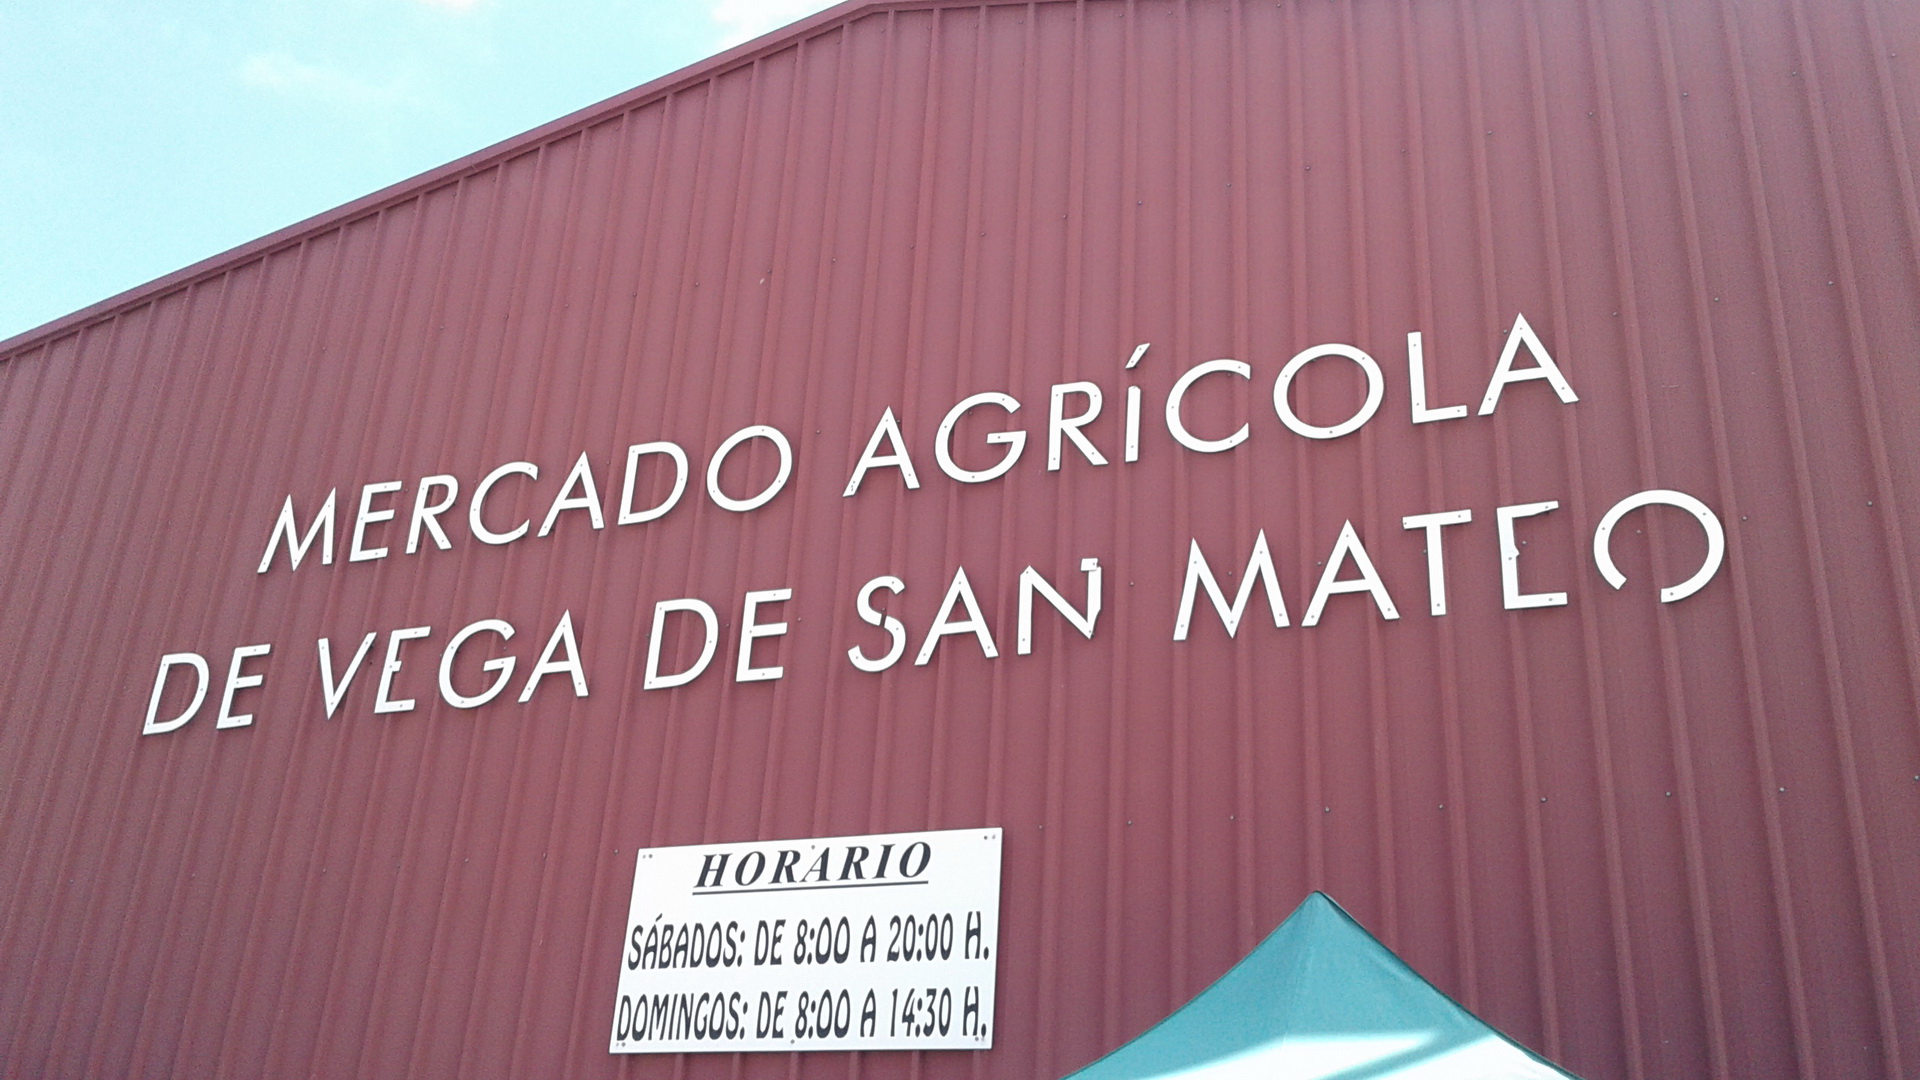 MERCADO AGRÍCOLA
DE VEGA DE SAN MATEO
HORARIO
SÁBADOS: DE 8:00 A 20:00 H.
DOMINGOS: DE 8:00 A 14:30 H.